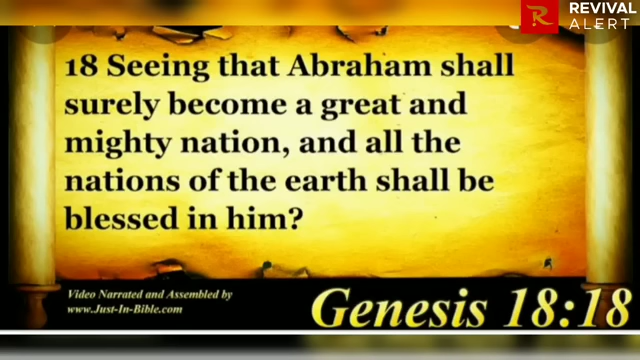 REVIVAL
ALERT
18 Seeing that Abraham shall
surely become a great and
mighty nation, and all the
nations of the earth shall be
blessed in him?
Video Narrated and Assembled by
www.Just-In-Bible.com
Genesis 18:18